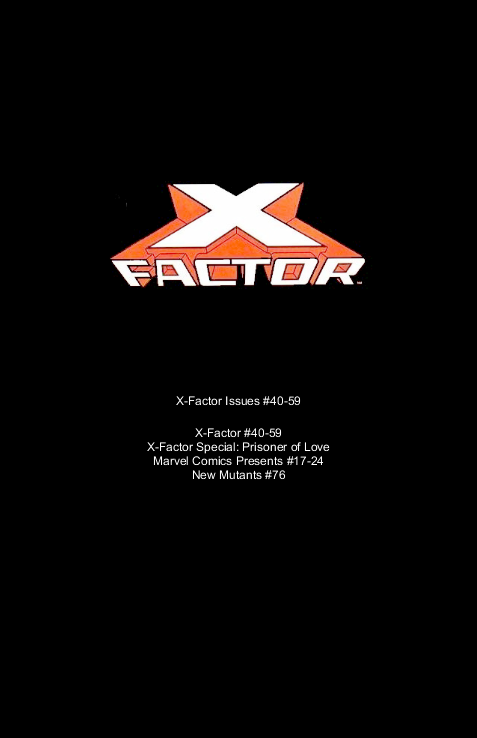 X
FACTOR™
X-Factor Issues #40-59
X-Factor #40-59
X-Factor Special: Prisoner of Love
Marvel Comics Presents #17-24
New Mutants #76